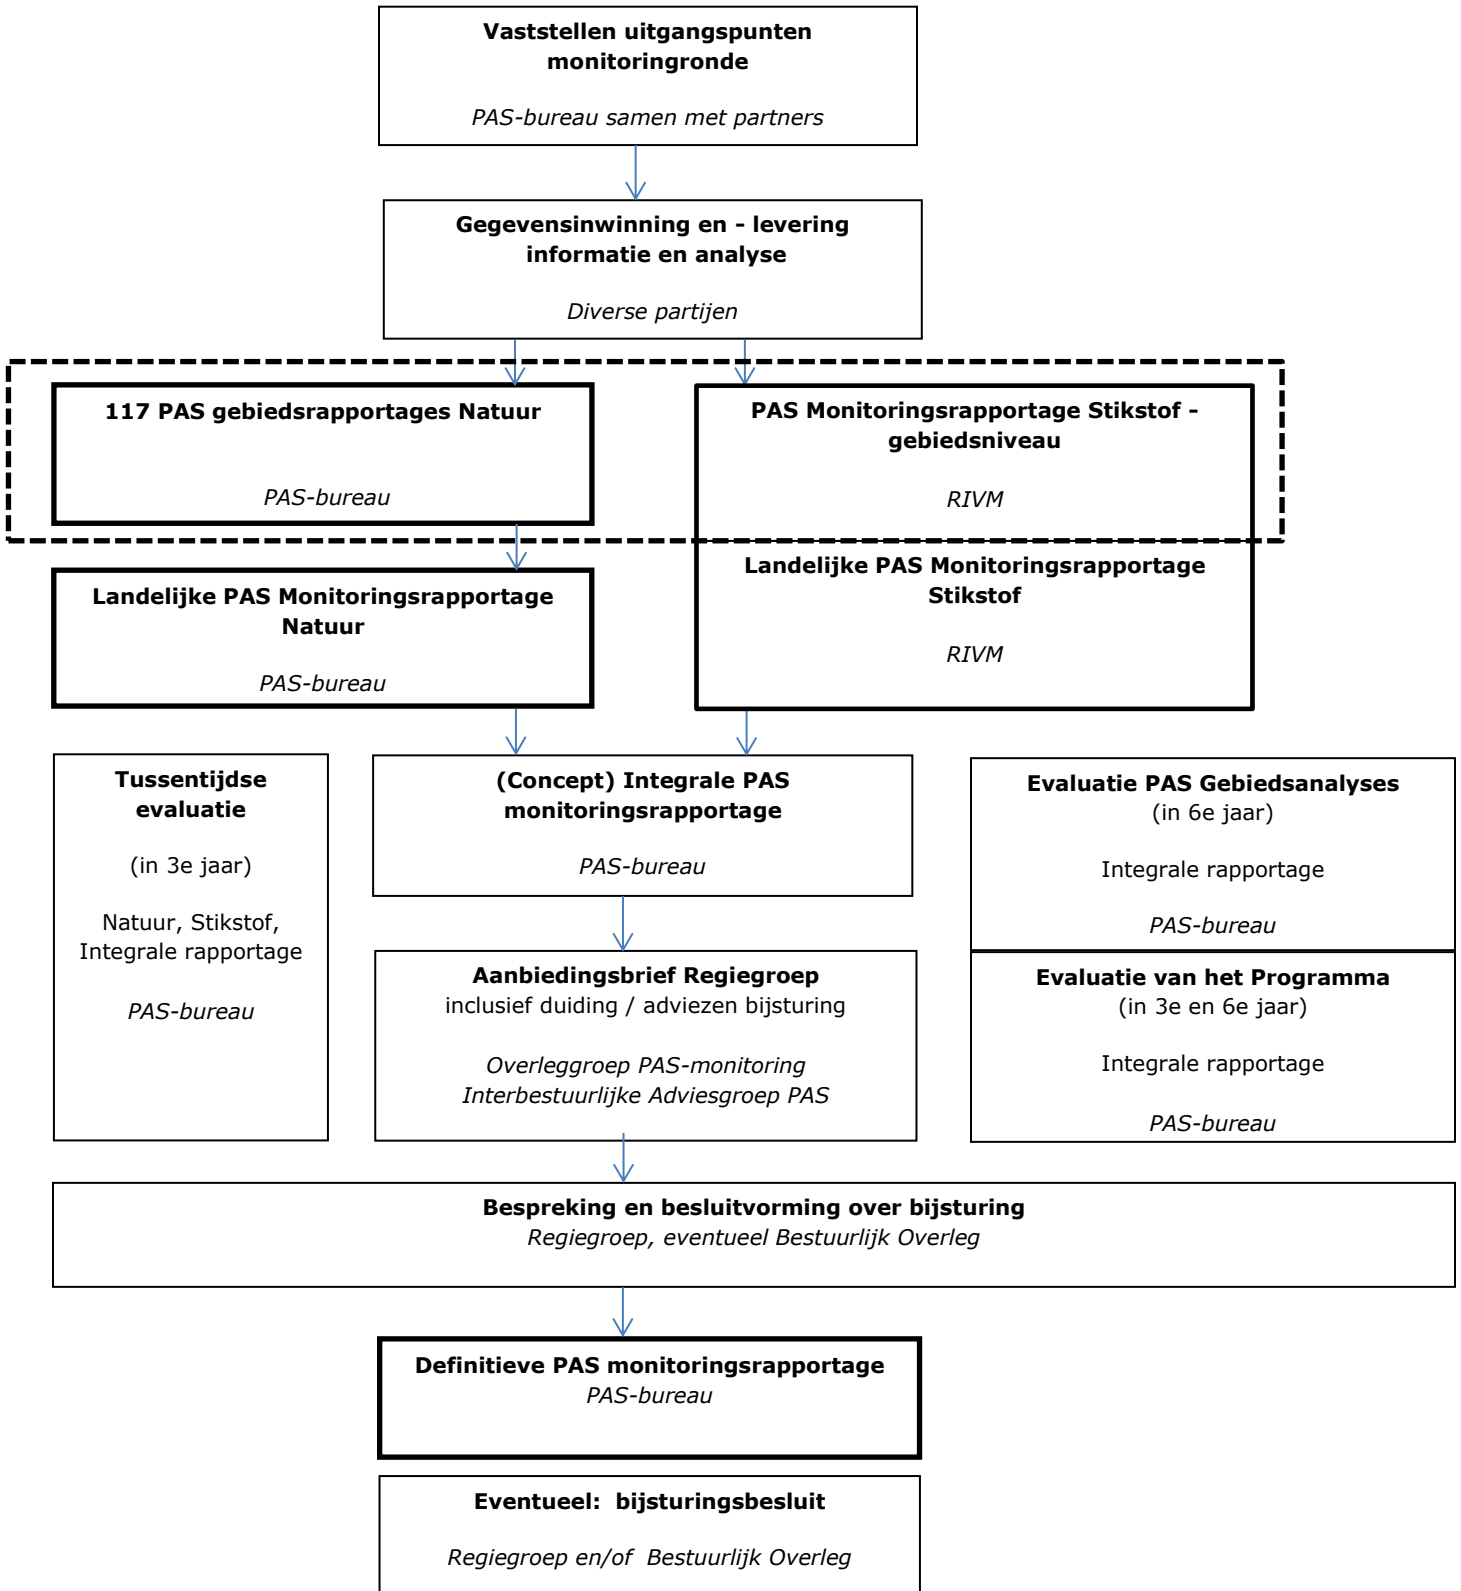 Vaststellen uitgangspunten
monitoringronde
PAS-bureau samen met partners
Gegevensinwinning en - levering
informatie en analyse
Diverse partijen
117 PAS gebiedsrapportages Natuur
PAS-bureau
PAS Monitoringsrapportage Stikstof -
gebiedsniveau
RIVM
Landelijke PAS Monitoringsrapportage
Natuur
PAS-bureau
Landelijke PAS Monitoringsrapportage
Stikstof
RIVM
Tussentijdse
evaluatie
(in 3e jaar)
Natuur, Stikstof,
Integrale rapportage
PAS-bureau
(Concept) Integrale PAS
monitoringsrapportage
PAS-bureau
Evaluatie PAS Gebiedsanalyses
(in 6e jaar)
Integrale rapportage
PAS-bureau
Aanbiedingsbrief Regiegroep
inclusief duiding / adviezen bijsturing
Overleggroep PAS-monitoring
Interbestuurlijke Adviesgroep PAS
Evaluatie van het Programma
(in 3e en 6e jaar)
Integrale rapportage
PAS-bureau
Bespreking en besluitvorming over bijsturing
Regiegroep, eventueel Bestuurlijk Overleg
Definitieve PAS monitoringsrapportage
PAS-bureau
Eventueel:  bijsturingsbesluit
Regiegroep en/of  Bestuurlijk Overleg